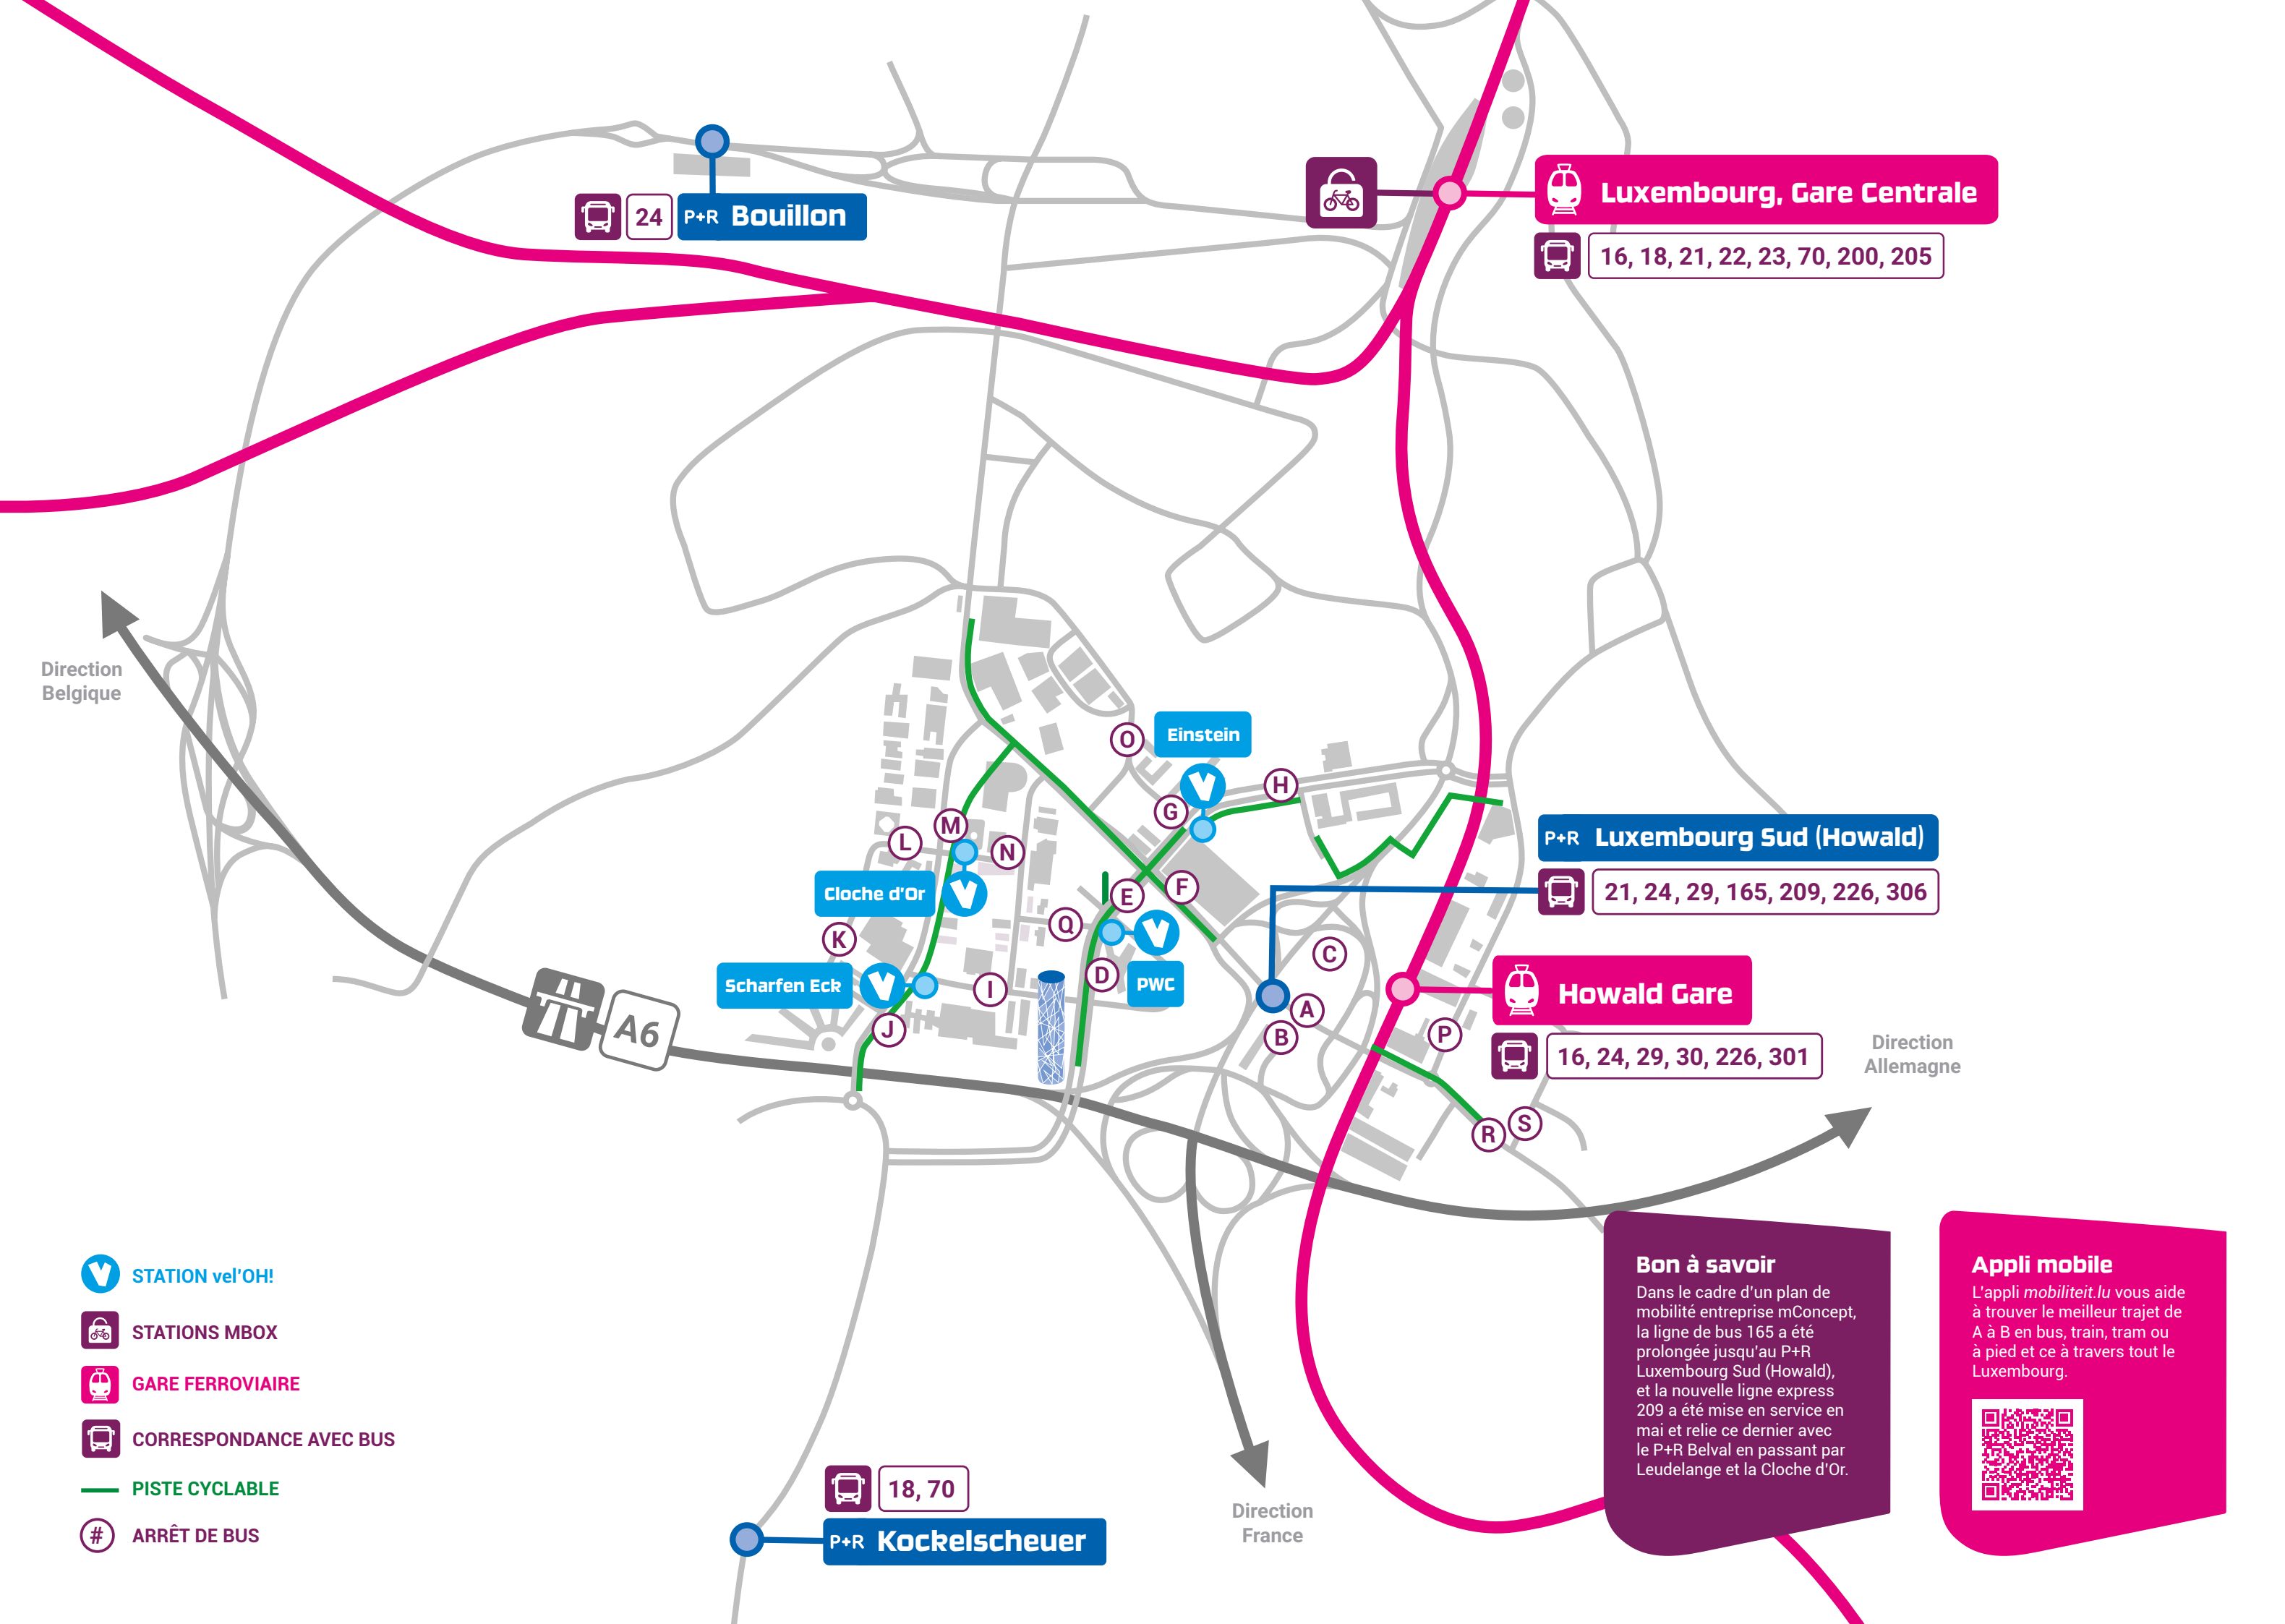 Luxembourg, Gare Centrale
16, 18, 21, 22, 23, 70, 200, 205
24
P+R Bouillon
Direction
Belgique
O
Einstein
H
G
M
L
N
P+R Luxembourg Sud (Howald)
21, 24, 29, 165, 209, 226, 306
Cloche d'Or
E
F
Q
K
C
D
PWC
Scharfen Eck
I
J
A
B
Howald Gare
16, 24, 29, 30, 226, 301
P
R
S
A6
Direction
Allemagne
STATION vel'OH!
STATIONS MBOX
GARE FERROVIAIRE
CORRESPONDANCE AVEC BUS
PISTE CYCLABLE
# ARRÊT DE BUS
18, 70
P+R Kockelscheuer
Direction
France
Bon à savoir
Dans le cadre d'un plan de
mobilité entreprise mConcept,
la ligne de bus 165 a été
prolongée jusqu'au P+R
Luxembourg Sud (Howald),
et la nouvelle ligne express
209 a été mise en service en
mai et relie ce dernier avec
le P+R Belval en passant par
Leudelange et la Cloche d'Or.
Appli mobile
L'appli mobiliteit.lu vous aide
à trouver le meilleur trajet de
A à B en bus, train, tram ou
à pied et ce à travers tout le
Luxembourg.